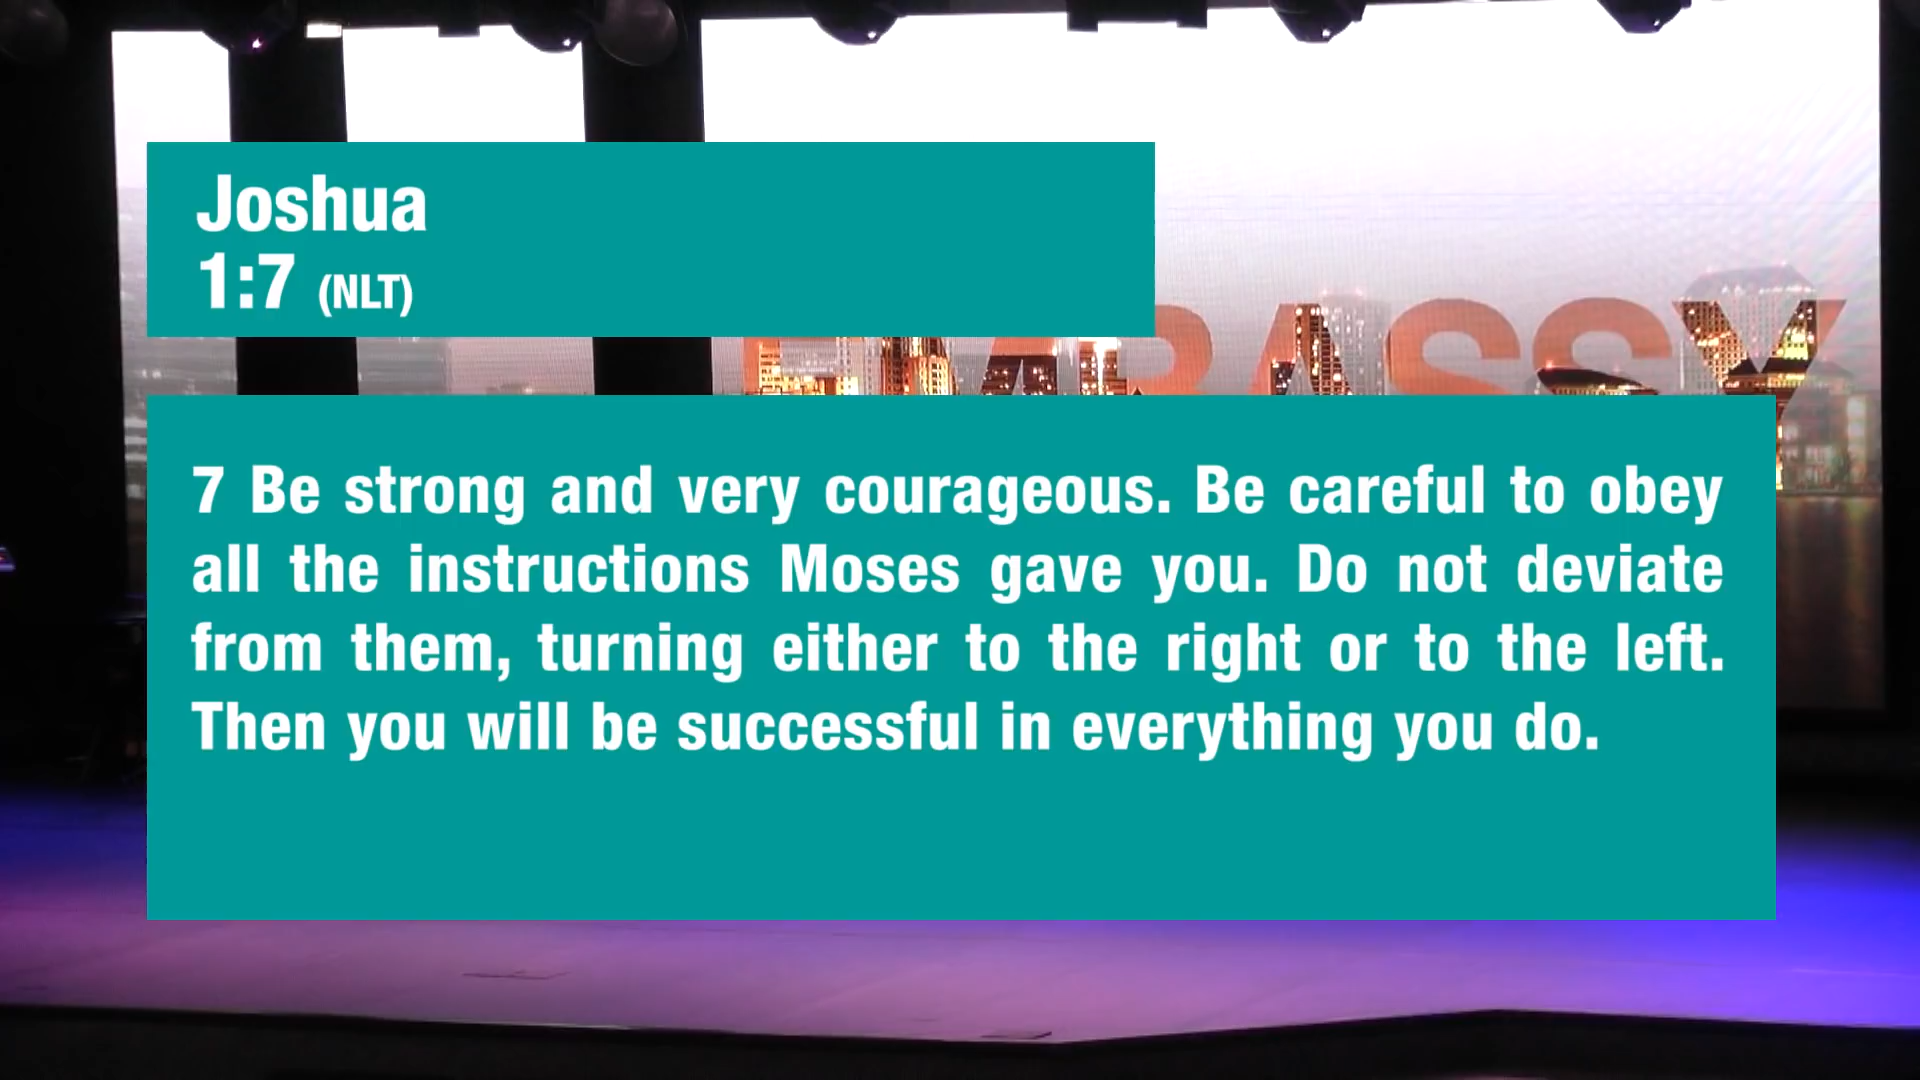 Joshua
1:7 (NLT)
7 Be strong and very courageous. Be careful to obey
all the instructions Moses gave you. Do not deviate
from them, turning either to the right or to the left.
Then you will be successful in everything you do.